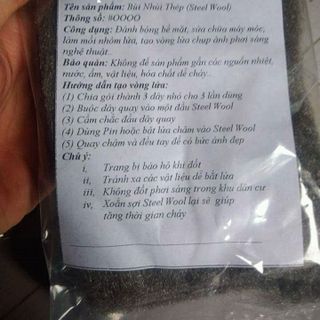 Tên sản phẩm: Bùi Nhùi Thép (Steel Wool)
Thông số: #OOOO
Công dụng: Đánh bóng bề mặt, sửa chữa máy móc,
làm mồi nhóm lửa, tạo vòng lửa chụp ảnh phơi sáng
nghệ thuật..
Bảo quản: Không để sản phẩm gần các nguồn nhiệt,
nước, ẩm, vật liệu, hóa chất dễ cháy..
Hướng dẫn tạo vòng lửa:
(1) Chia gói thành 3 dây nhỏ cho 3 lần dùng
(2) Buộc dây quay vào một đầu Steel Wool
(3) Cầm chắc đầu dây quay
(4) Dùng Pin hoặc bật lửa châm vào Steel Wool
(5) Quay chậm và đều tay để có bức ảnh đẹp
Chú ý:
i, Trang bị bảo hộ khi đốt
ii, Tránh xa các vật liệu dễ bắt lửa
iii, Không đốt phơi sáng trong khu dân cư
iv, Xoắn sợi Steel Wool lại sẽ giúp
tăng thời gian cháy